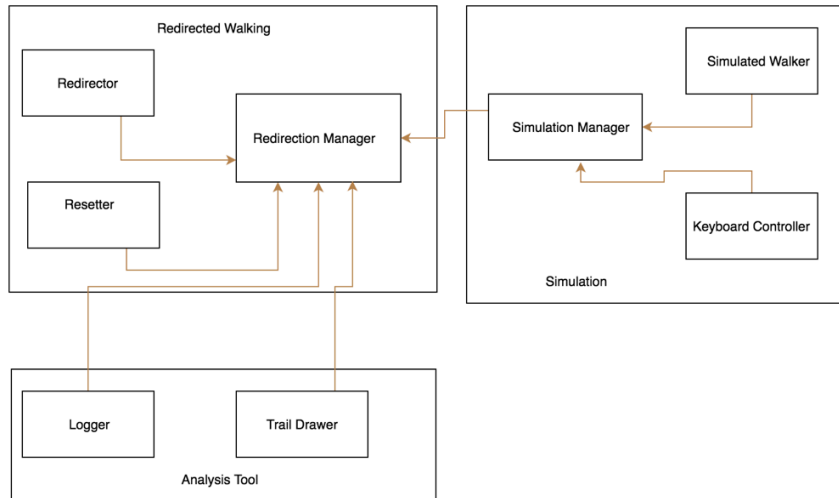 Redirected Walking
Redirector
Redirection Manager
Resetter
Simulated Walker
Simulation Manager
Keyboard Controller
Simulation
Logger
Trail Drawer
Analysis Tool